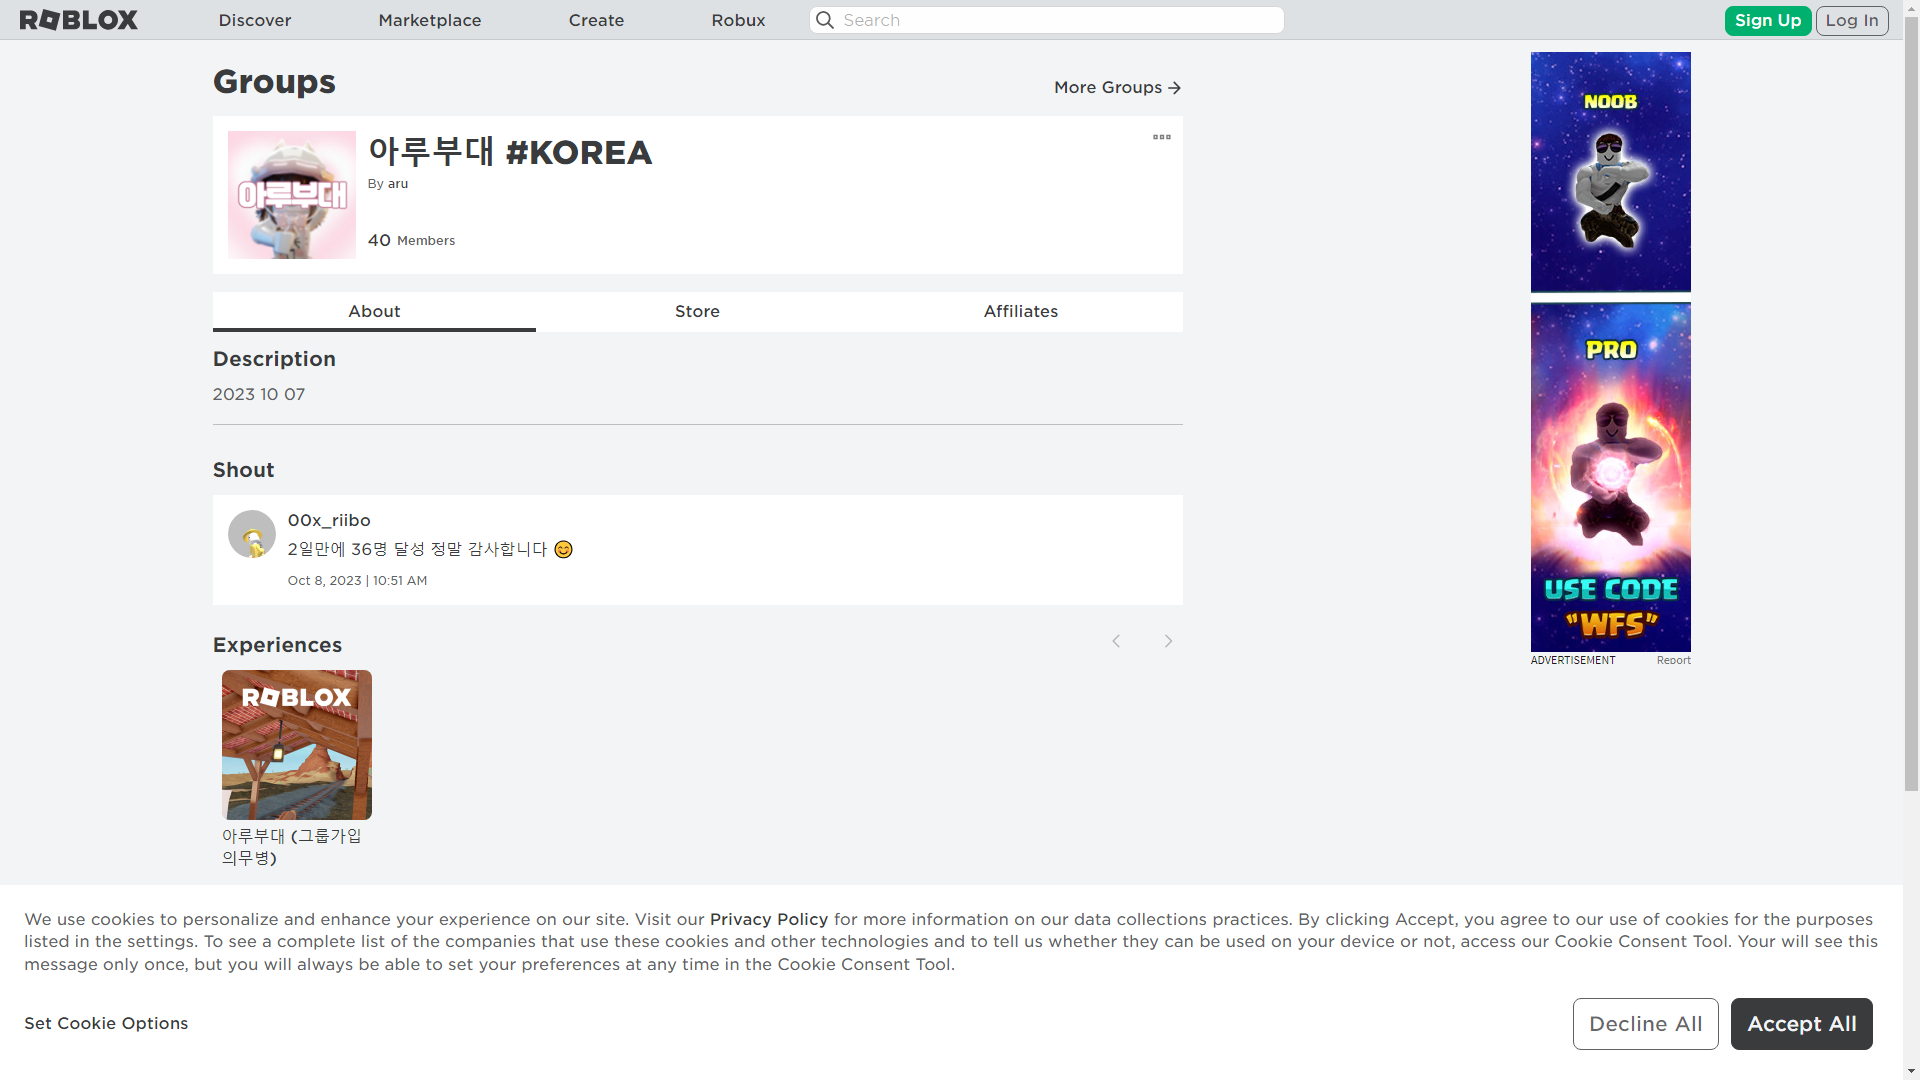 ROBLOX
Discover
Marketplace
Create
Robux
Search
Sign Up
Log In
Groups
More Groups
아루부대
아루부대 #KOREA
By aru
40 Members
About
Store
Affiliates
Description
2023 10 07
Shout
00x_riibo
2일만에 36명 달성 정말 감사합니다 😊
Oct 8, 2023 | 10:51 AM
Experiences
ROBLOX
아루부대 (그룹가입
의무병)
NOOB
PRO
USE CODE
"WFS"
ADVERTISEMENT
Report
We use cookies to personalize and enhance your experience on our site. Visit our Privacy Policy for more information on our data collections practices. By clicking Accept, you agree to our use of cookies for the purposes
listed in the settings. To see a complete list of the companies that use these cookies and other technologies and to tell us whether they can be used on your device or not, access our Cookie Consent Tool. Your will see this
message only once, but you will always be able to set your preferences at any time in the Cookie Consent Tool.
Set Cookie Options
Decline All
Accept All